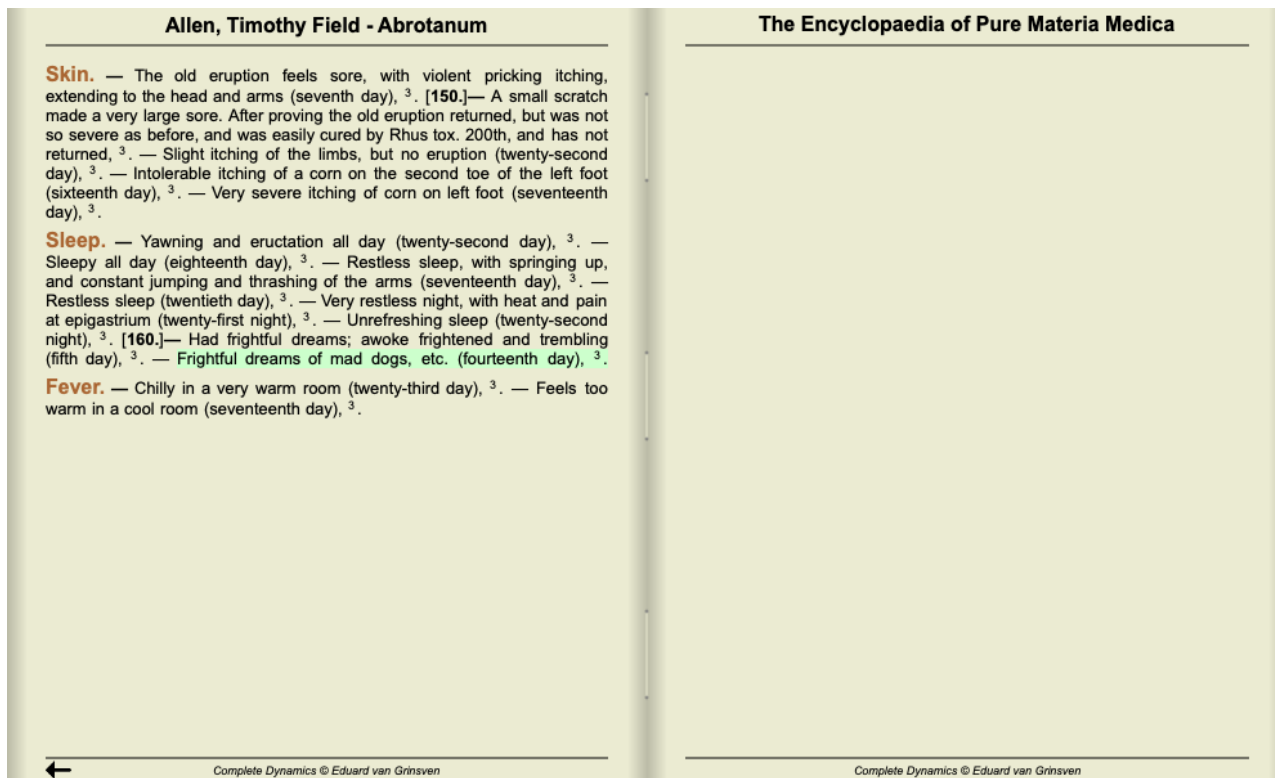 Allen, Timothy Field - Abrotanum
Skin. — The old eruption feels sore, with violent pricking itching,
extending to the head and arms (seventh day), ³. [150.]— A small scratch
made a very large sore. After proving the old eruption returned, but was not
so severe as before, and was easily cured by Rhus tox. 200th, and has not
returned, ³. — Slight itching of the limbs, but no eruption (twenty-second
day), ³. — Intolerable itching of a corn on the second toe of the left foot
(sixteenth day), ³. — Very severe itching of corn on left foot (seventeenth
day), ³.
Sleep. — Yawning and eructation all day (twenty-second day), ³. —
Sleepy all day (eighteenth day), ³. — Restless sleep, with springing up,
and constant jumping and thrashing of the arms (seventeenth day), ³. —
Restless sleep (twentieth day), ³. — Very restless night, with heat and pain
at epigastrium (twenty-first night), ³. — Unrefreshing sleep (twenty-second
night), ³. [160.]— Had frightful dreams; awoke frightened and trembling
(fifth day), ³. — Frightful dreams of mad dogs, etc. (fourteenth day), ³.
Fever. — Chilly in a very warm room (twenty-third day), ³. — Feels too
warm in a cool room (seventeenth day), ³.
Complete Dynamics © Eduard van Grinsven
The Encyclopaedia of Pure Materia Medica
Complete Dynamics © Eduard van Grinsven